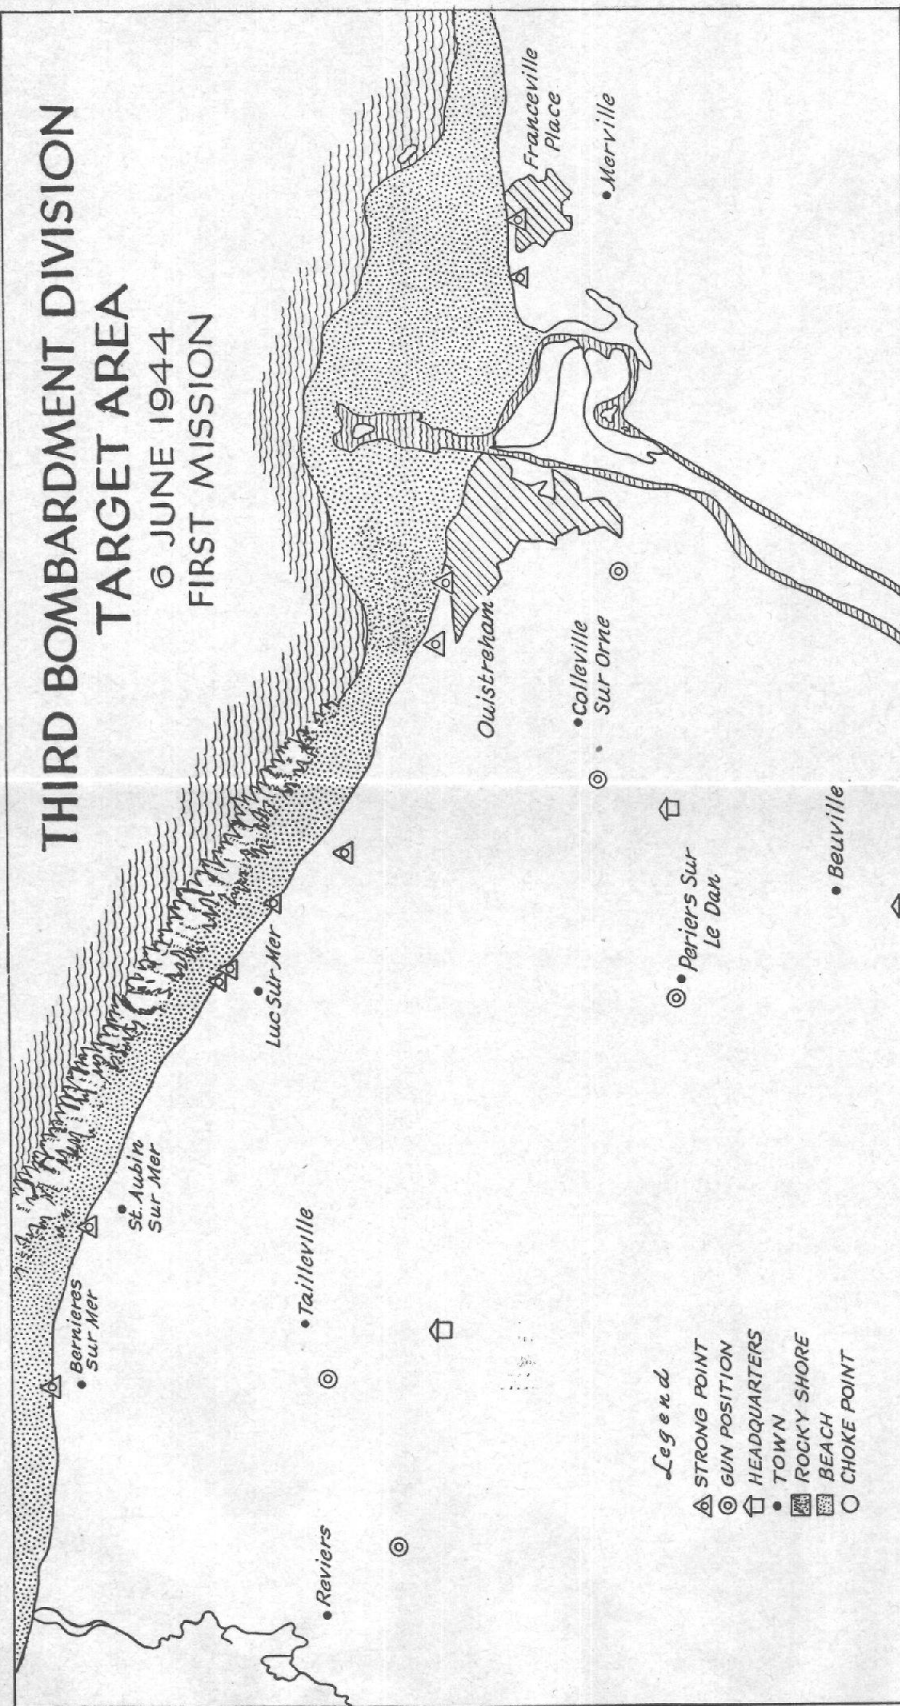 THIRD BOMBARDMENT DIVISION
TARGET AREA
6 JUNE 1944
FIRST MISSION
Bernieres
Sur Mer
St. Aubin
Sur Mer
Luc Sur Mer
Ouistreham
Franceville
Place
Merville
Colleville
Sur Orne
Periers Sur
Le Dan
Beuville
Tailleville
Reviers
Legend
STRONG POINT
GUN POSITION
HEADQUARTERS
TOWN
ROCKY SHORE
BEACH
CHOKE POINT